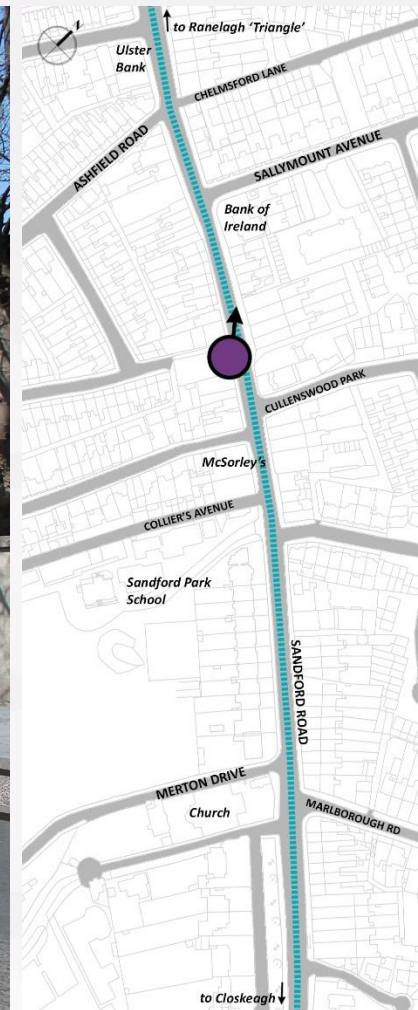 to Ranelagh ‘Triangle’
Ulster
Bank
CHELMSFORD LANE
ASHFIELD ROAD
SALLYMOUNT AVENUE
Bank of
Ireland
CULLENSWOOD PARK
McSorley's
COLLIER'S AVENUE
Sandford Park
School
SANDFORD ROAD
MERTON DRIVE
Church
MARLBOROUGH RD
to Closkeagh